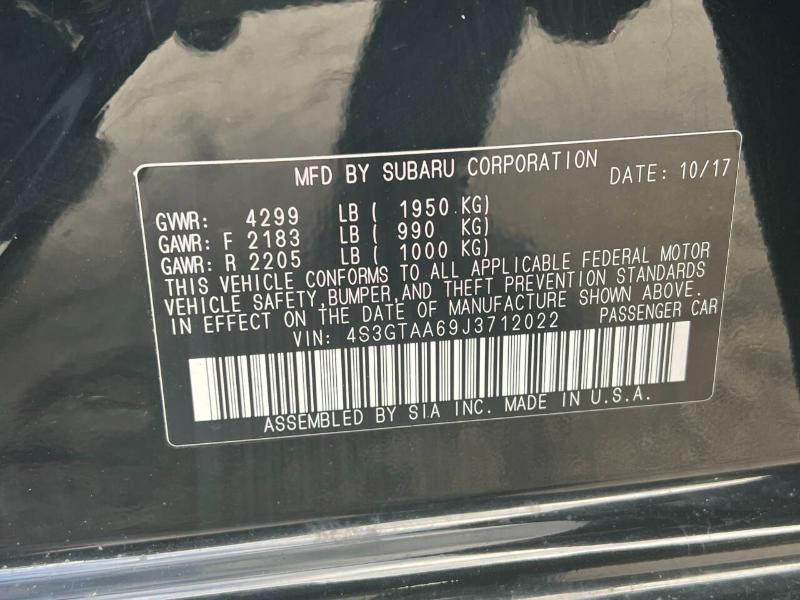 MFD BY SUBARU CORPORATION DATE: 10/17
GVWR: 4299 LB ( 1950 KG)
GAWR: F 2183 LB ( 990 KG)
GAWR: R 2205 LB ( 1000 KG)
THIS VEHICLE CONFORMS TO ALL APPLICABLE FEDERAL MOTOR
VEHICLE SAFETY, BUMPER, AND THEFT PREVENTION STANDARDS
IN EFFECT ON THE DATE OF MANUFACTURE SHOWN ABOVE.
VIN: 4S3GTAA69J3712022 PASSENGER CAR
ASSEMBLED BY SIA INC. MADE IN U.S.A.